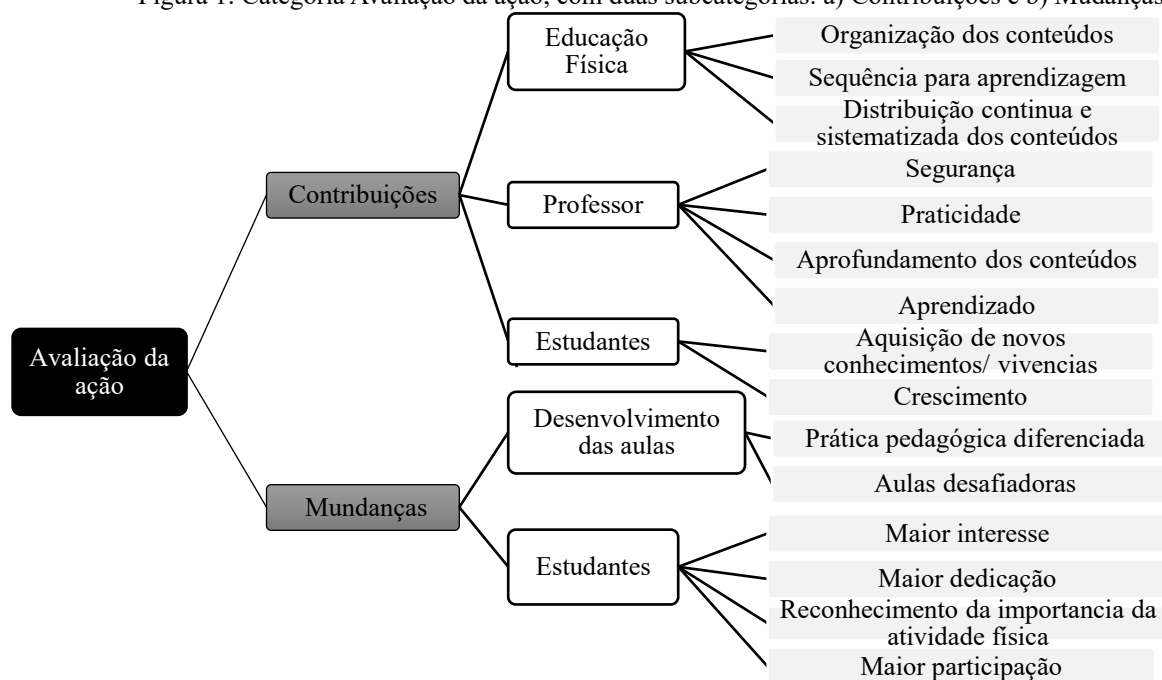 Figura 1: Categoria Avaliação da ação, com duas subcategorias: a) Contribuições e b) Mudanças
Avaliação da
ação
Contribuições
Educação
Física
Organização dos conteúdos
Sequência para aprendizagem
Distribuição continua e
sistematizada dos conteúdos
Professor
Segurança
Praticidade
Aprofundamento dos conteúdos
Aprendizado
Estudantes
Aquisição de novos
conhecimentos/ vivencias
Crescimento
Mundanças
Desenvolvimento
das aulas
Prática pedagógica diferenciada
Aulas desafiadoras
Estudantes
Maior interesse
Maior dedicação
Reconhecimento da importancia da
atividade física
Maior participação